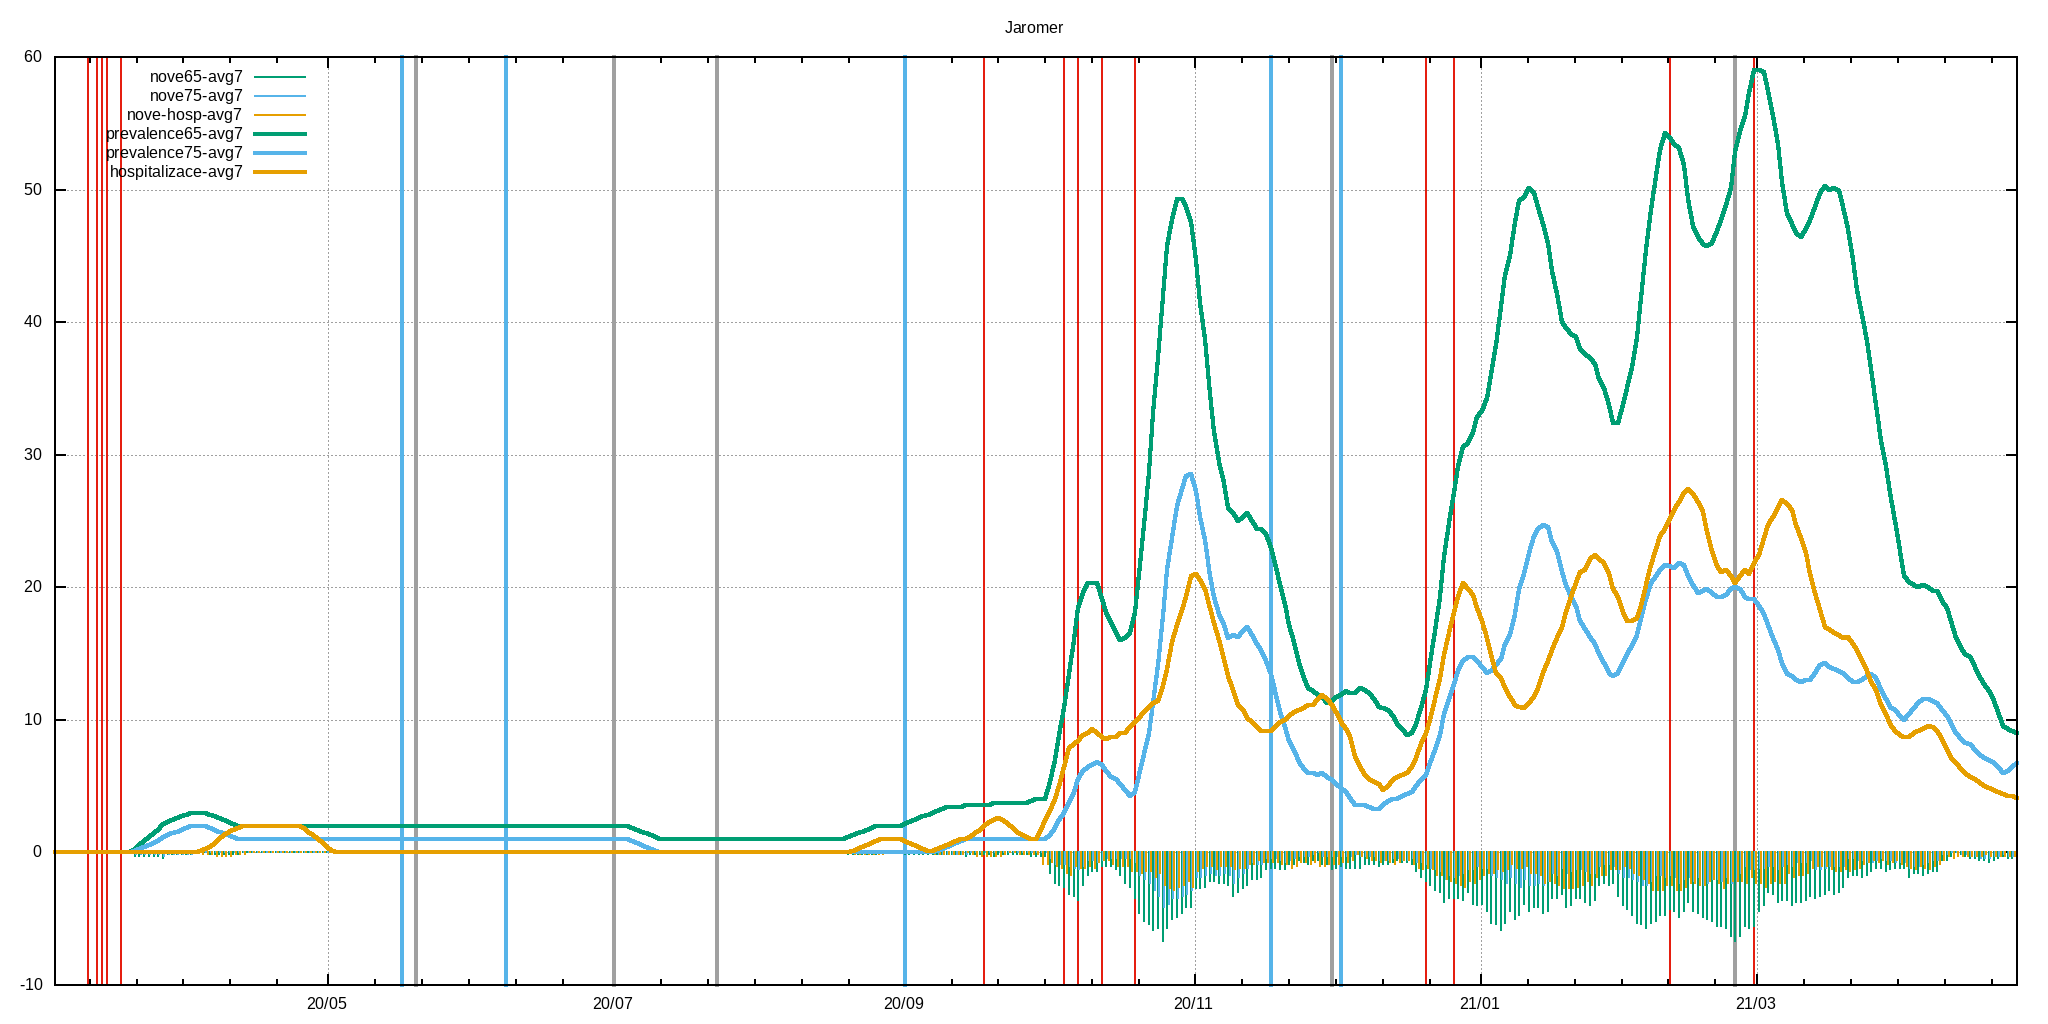 Jaromer
60
nove65-avg7
nove75-avg7
nove-hosp-avg7
prevalence65-avg7
prevalence75-avg7
hospitalizace-avg7
50
40
30
20
10
0
-10
20/05 20/07 20/09 20/11 21/01 21/03